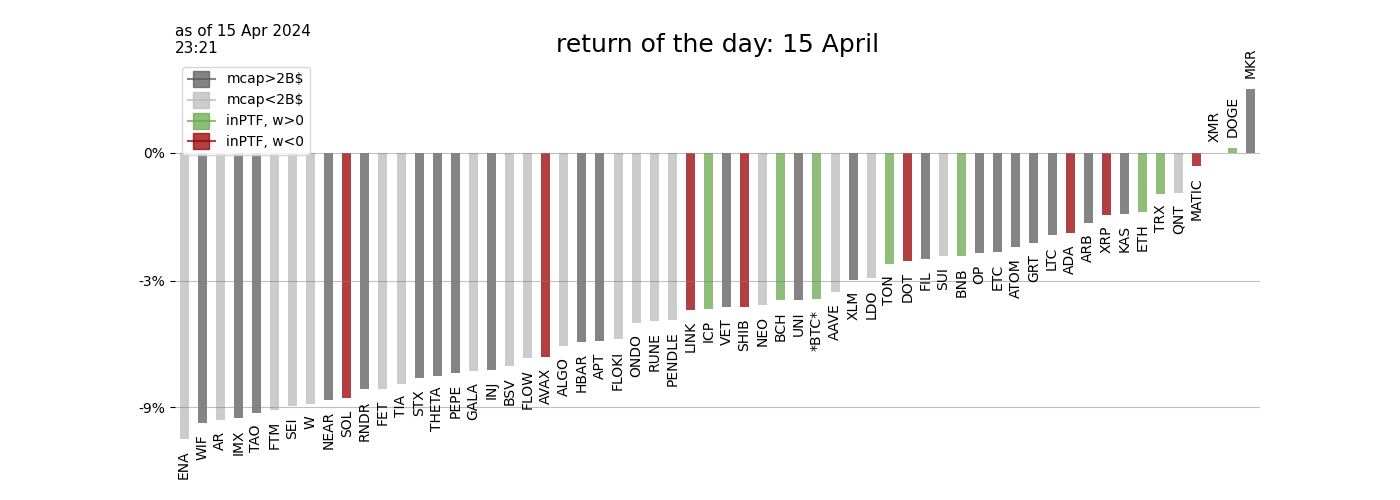 as of 15 Apr 2024
23:21
return of the day: 15 April
mcap>2B$
mcap<2B$
inPTF, w>0
inPTF, w<0
0%
-3%
-9%
ENA
WIF
AR
IMX
TAO
FTM
SEI
W
NEAR
SOL
RNDR
FET
TIA
STX
THETA
PEPE
GALA
INJ
BSV
FLOW
AVAX
ALGO
HBAR
APT
FLOKI
ONDO
RUNE
PENDLE
LINK
ICP
VET
SHIB
NEO
BCH
UNI
*BTC*
AAVE
XLM
LDO
TON
DOT
FIL
SUI
BNB
OP
ETC
ATOM
GRT
LTC
ADA
ARB
XRP
KAS
ETH
TRX
QNT
MATIC
XMR
DOGE
MKR